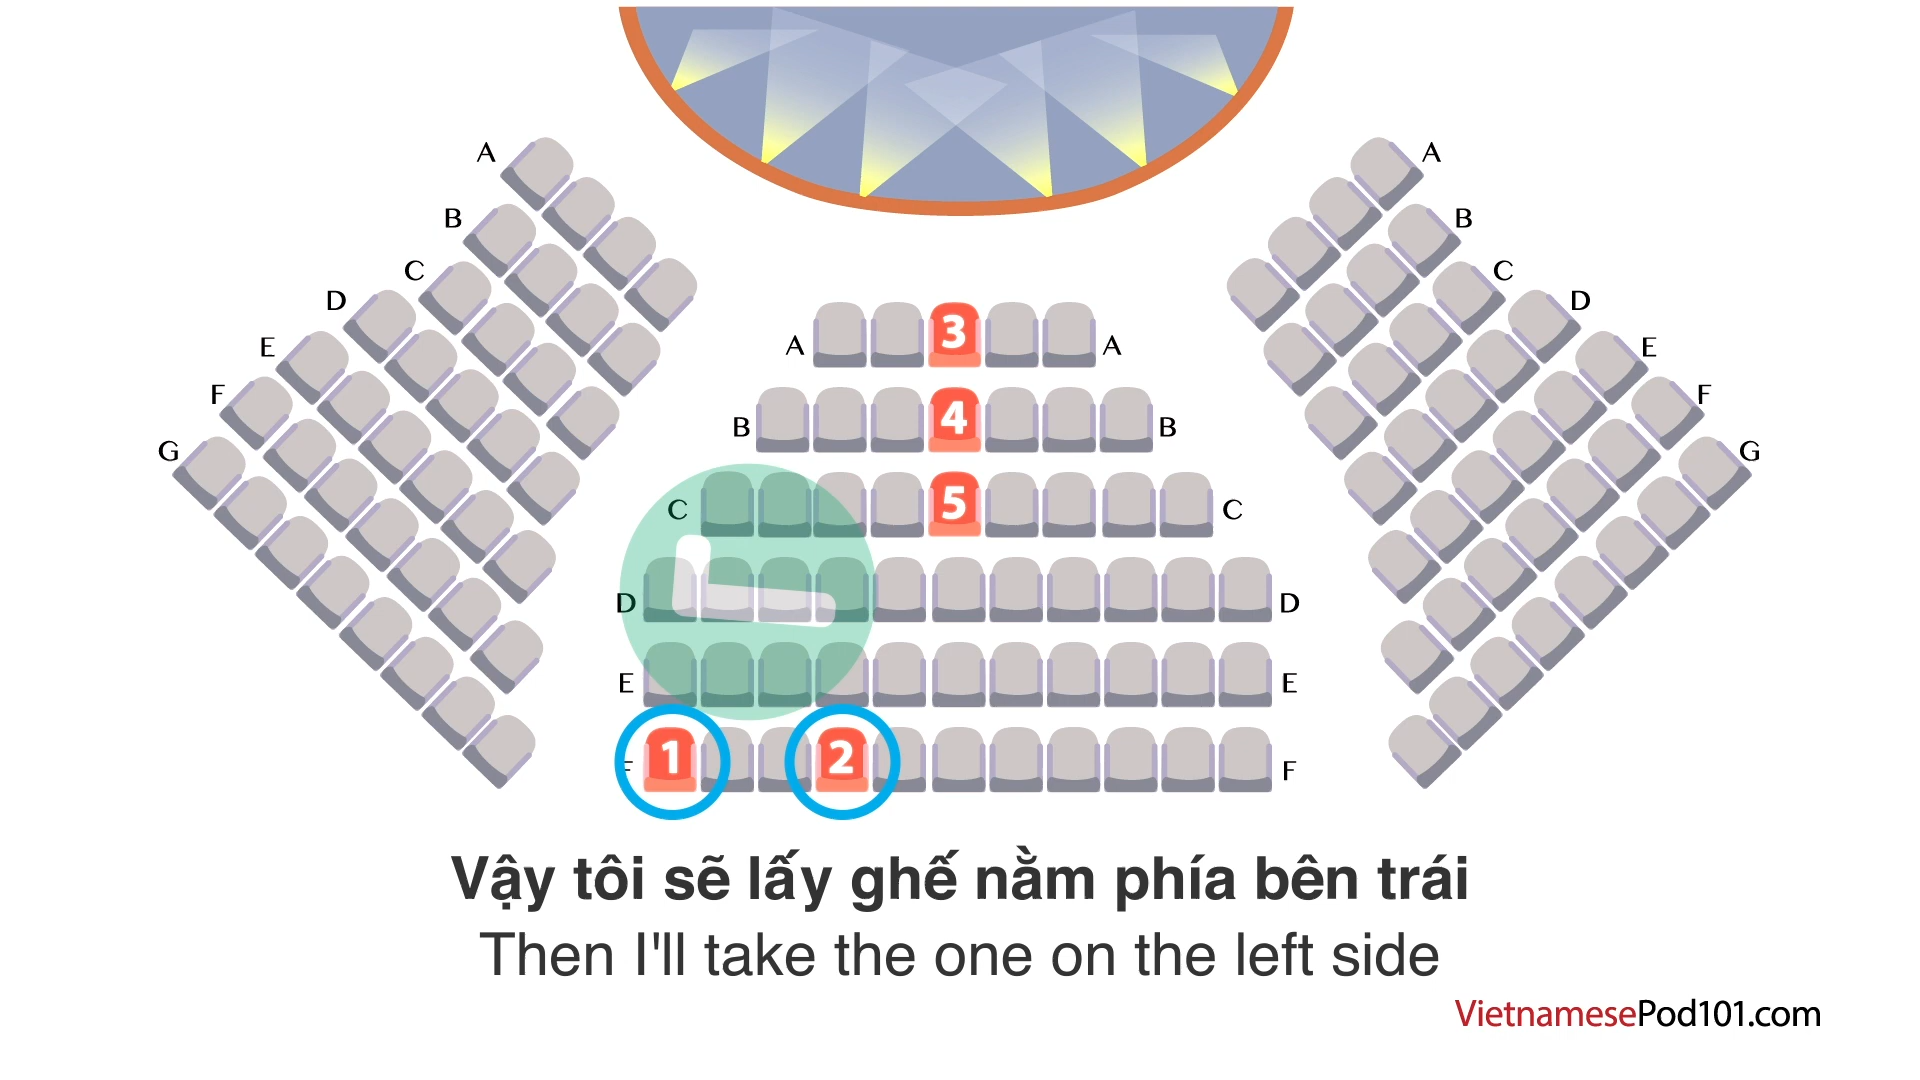 A
A
B
B
C
C
D
D
E
E
F
F
G
G
A 3 A
B 4 B
C 5 C
D D
E E
F 1 2 F
Vậy tôi sẽ lấy ghế nằm phía bên trái
Then I'll take the one on the left side
VietnamesePod101.com